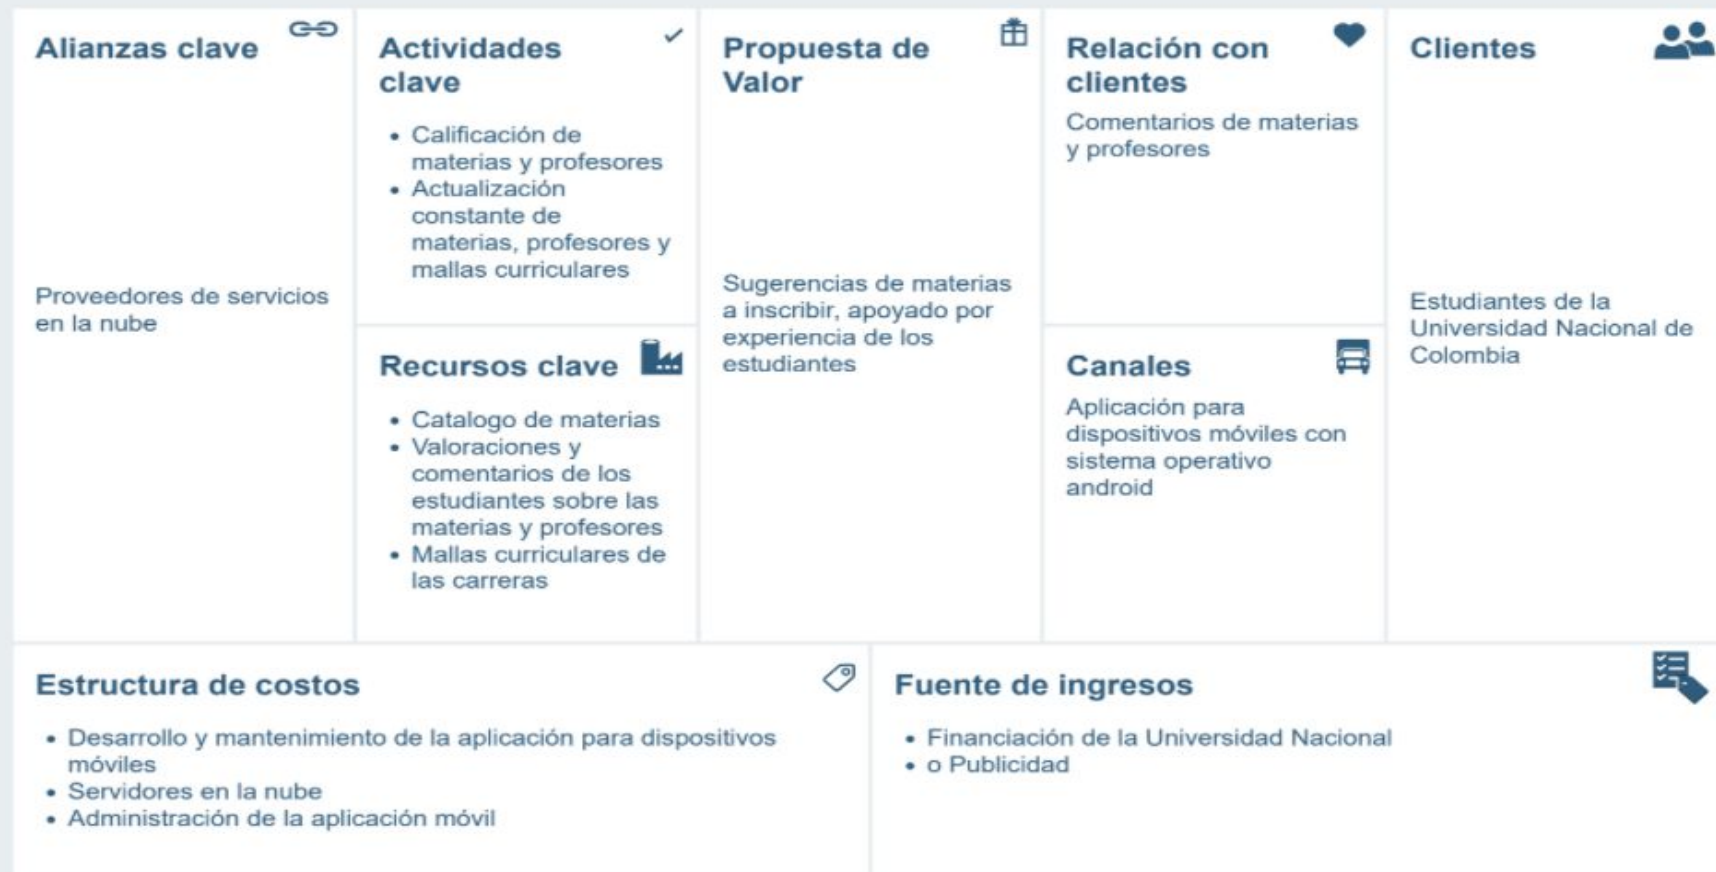 Alianzas clave
Proveedores de servicios
en la nube
Actividades
clave
• Calificación de
materias y profesores
• Actualización
constante de
materias, profesores y
mallas curriculares
Recursos clave
• Catalogo de materias
• Valoraciones y
comentarios de los
estudiantes sobre las
materias y profesores
• Mallas curriculares de
las carreras
Propuesta de
Valor
Sugerencias de materias
a inscribir, apoyado por
experiencia de los
estudiantes
Relación con
clientes
Comentarios de materias
y profesores
Canales
Aplicación para
dispositivos móviles con
sistema operativo
android
Clientes
Estudiantes de la
Universidad Nacional de
Colombia
Estructura de costos
• Desarrollo y mantenimiento de la aplicación para dispositivos
móviles
• Servidores en la nube
• Administración de la aplicación móvil
Fuente de ingresos
• Financiación de la Universidad Nacional
• o Publicidad